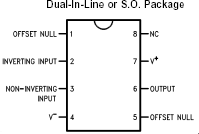 Dual-In-Line or S.O. Package
OFFSET NULL 1 8 NC
INVERTING INPUT 2 7 V+
NON-INVERTING INPUT 3 6 OUTPUT
V- 4 5 OFFSET NULL